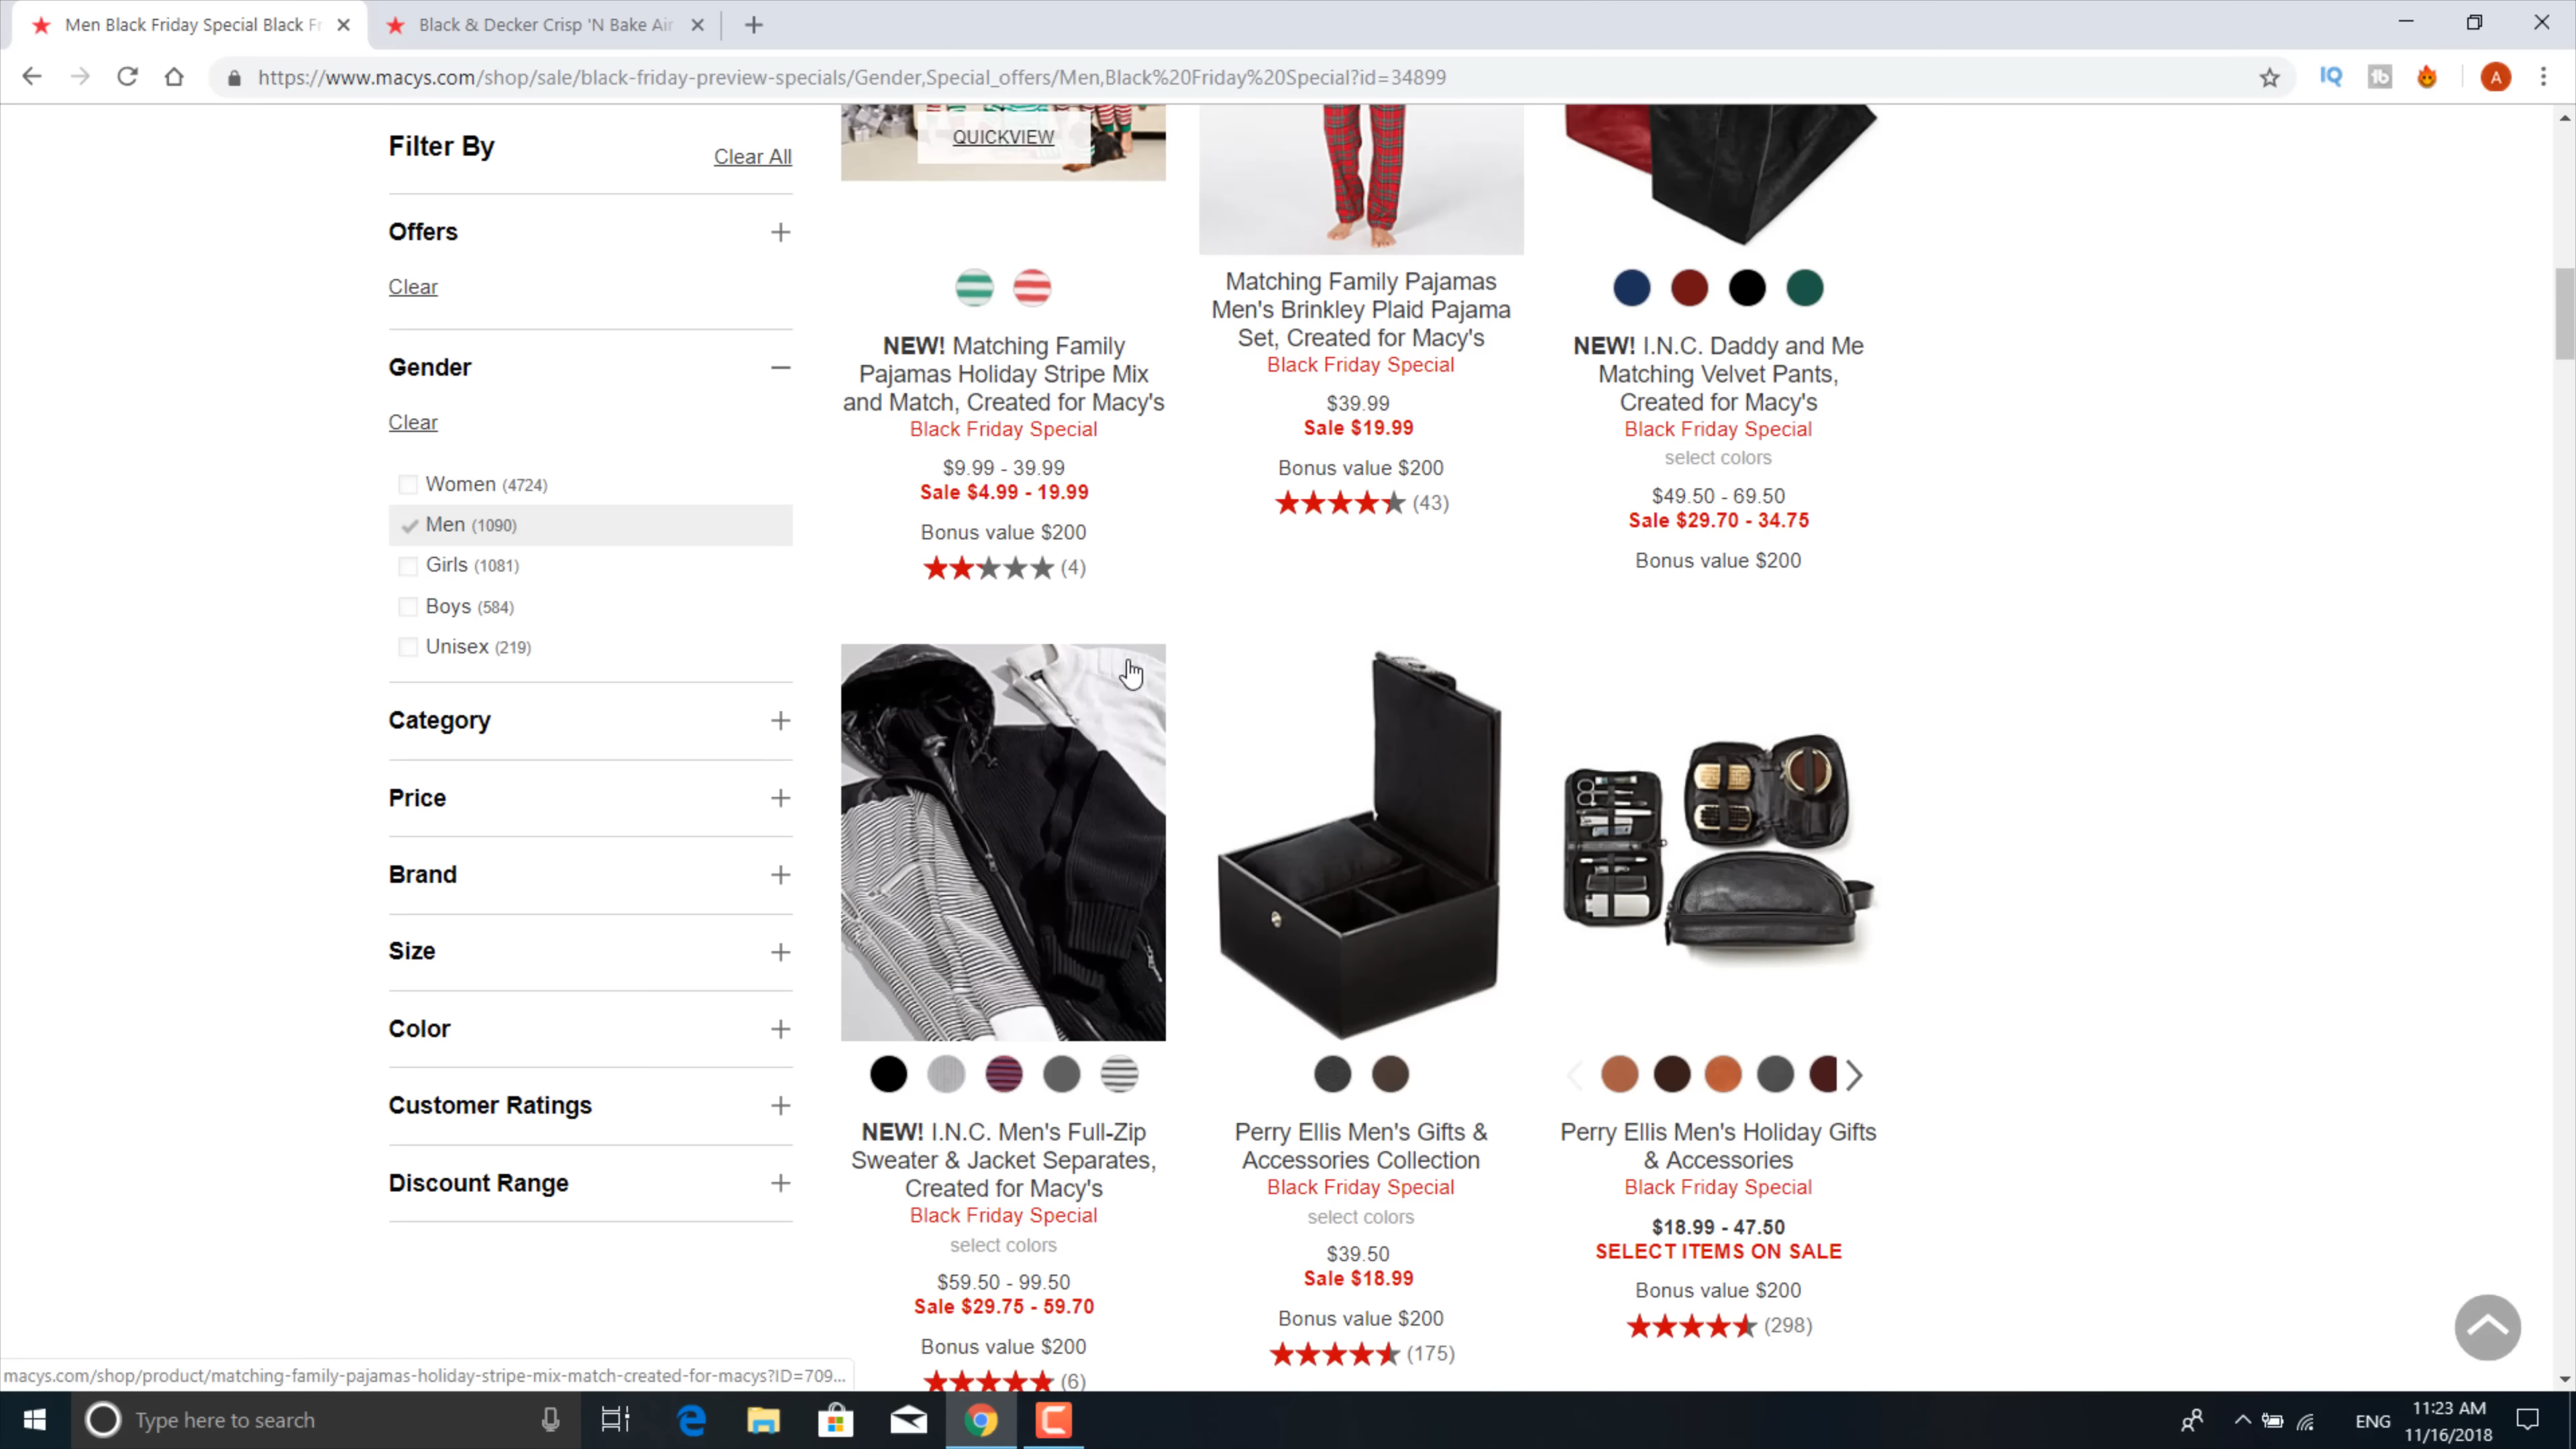 Men Black Friday Special Black Fr
Black & Decker Crisp 'N Bake Air
https://www.macys.com/shop/sale/black-friday-preview-specials/Gender,Special_offers/Men,Black%20Friday%20Special?id=34899
IQ
tb
A
Filter By
Clear All
Offers
Clear
Gender
Clear
Women (4724)
Men (1090)
Girls (1081)
Boys (584)
Unisex (219)
Category
Price
Brand
Size
Color
Customer Ratings
Discount Range
QUICKVIEW
NEW! Matching Family
Pajamas Holiday Stripe Mix
and Match, Created for Macy's
Black Friday Special
$9.99 - 39.99
Sale $4.99 - 19.99
Bonus value $200
(4)
Matching Family Pajamas
Men's Brinkley Plaid Pajama
Set, Created for Macy's
Black Friday Special
$39.99
Sale $19.99
Bonus value $200
(43)
NEW! I.N.C. Daddy and Me
Matching Velvet Pants,
Created for Macy's
Black Friday Special
select colors
$49.50 - 69.50
Sale $29.70 - 34.75
Bonus value $200
NEW! I.N.C. Men's Full-Zip
Sweater & Jacket Separates,
Created for Macy's
Black Friday Special
select colors
$59.50 - 99.50
Sale $29.75 - 59.70
Bonus value $200
(6)
Perry Ellis Men's Gifts &
Accessories Collection
Black Friday Special
select colors
$39.50
Sale $18.99
Bonus value $200
(175)
Perry Ellis Men's Holiday Gifts
& Accessories
Black Friday Special
$18.99 - 47.50
SELECT ITEMS ON SALE
Bonus value $200
(298)
macys.com/shop/product/matching-family-pajamas-holiday-stripe-mix-match-created-for-macys?ID=709...
Type here to search
ENG
11:23 AM
11/16/2018